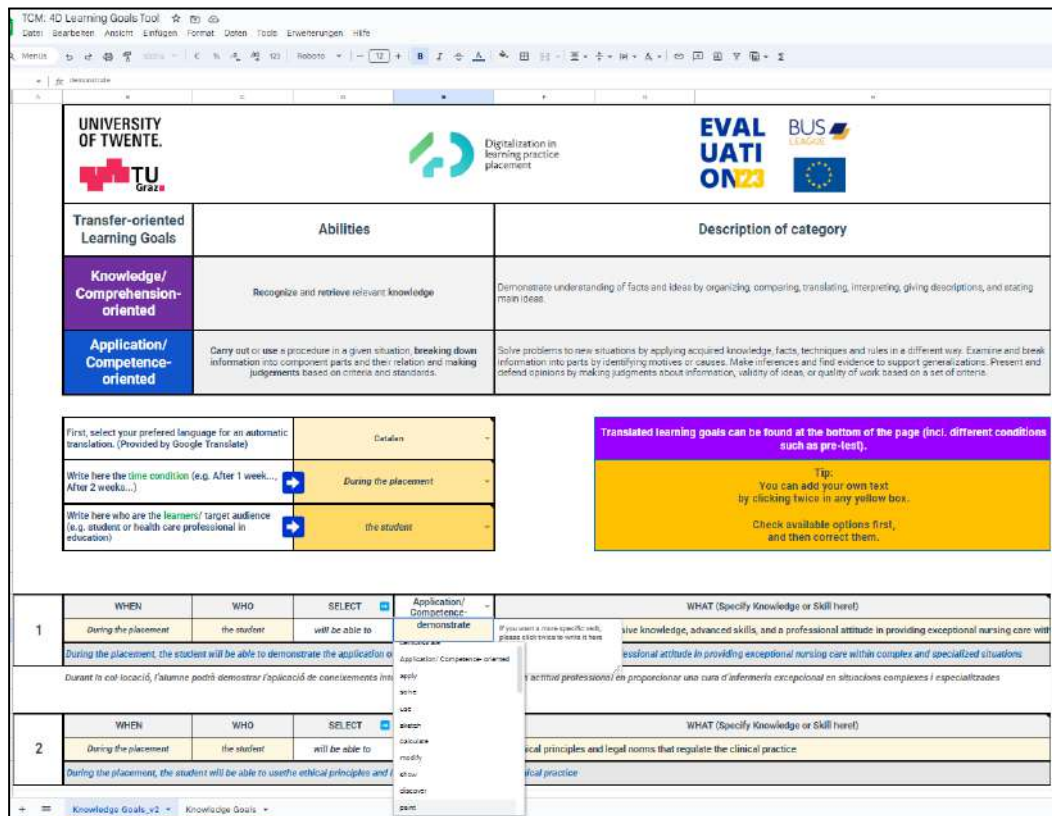 TCM: 4D Learning Goals Tool
Datei Bearbeiten Ansicht Einfügen Format Daten Tools Erweiterungen Hilfe
Menüs 100% € % 123 Roboto 12 B I A
demonstrate
UNIVERSITY
OF TWENTE.
TU
Graz
Digitalization in
learning practice
placement
EVAL
UATI
ON123
BUS
LEAGUE
Transfer-oriented
Learning Goals
Abilities
Description of category
Knowledge/
Comprehension-
oriented
Recognize and retrieve relevant knowledge
Demonstrate understanding of facts and ideas by organizing, comparing, translating, interpreting, giving descriptions, and stating
main ideas.
Application/
Competence-
oriented
Carry out or use a procedure in a given situation, breaking down
information into component parts and their relation and making
judgements based on criteria and standards.
Solve problems to new situations by applying acquired knowledge, facts, techniques and rules in a different way. Examine and break
information into parts by identifying motives or causes. Make inferences and find evidence to support generalizations. Present and
defend opinions by making judgments about information, validity of ideas, or quality of work based on a set of criteria.
First, select your prefered language for an automatic
translation. (Provided by Google Translate)
Catalan
Write here the time condition (e.g. After 1 week...,
After 2 weeks...)
During the placement
Write here who are the learners/ target audience
(e.g. student or health care professional in
education)
the student
Translated learning goals can be found at the bottom of the page (incl. different conditions
such as pre-test).
Tip:
You can add your own text
by clicking twice in any yellow box.
Check available options first,
and then correct them.
1
WHEN WHO SELECT Application/
Competence-
WHAT (Specify Knowledge or Skill here!)
During the placement the student will be able to demonstrate
If you want a more specific skill,
please click twice to write it here
sive knowledge, advanced skills, and a professional attitude in providing exceptional nursing care with
During the placement, the student will be able to demonstrate the application o
essional attitude in providing exceptional nursing care within complex and specialized situations
Durant la col·locació, l'alumne podrà demostrar l'aplicació de coneixements int
actitud professional en proporcionar una cura d'infermeria excepcional en situacions complexes i especialitzades
demonstrate
Application/ Competence- oriented
apply
solve
use
sketch
calculate
modify
show
discover
paint
2
WHEN WHO SELECT WHAT (Specify Knowledge or Skill here!)
During the placement the student will be able to
ical principles and legal norms that regulate the clinical practice
During the placement, the student will be able to usethe ethical principles and
nical practice
Knowledge Goals_v2 Knowledge Goals